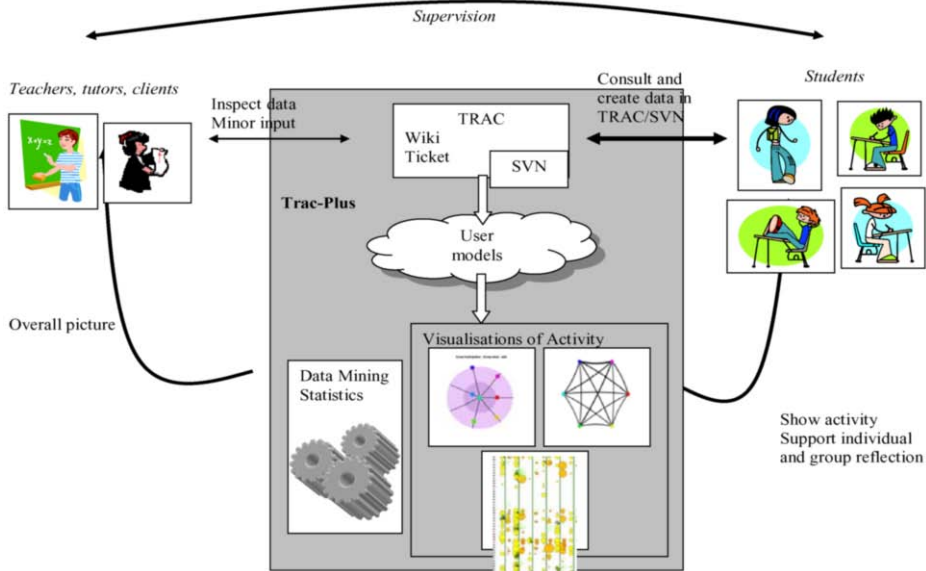 Supervision
Teachers, tutors, clients
Students
Inspect data
Minor input
Consult and
create data in
TRAC/SVN
TRAC
Wiki
Ticket
SVN
Trac-Plus
x+y=z
User
models
Overall picture
Visualisations of Activity
Data Mining
Statistics
Show activity
Support individual
and group reflection